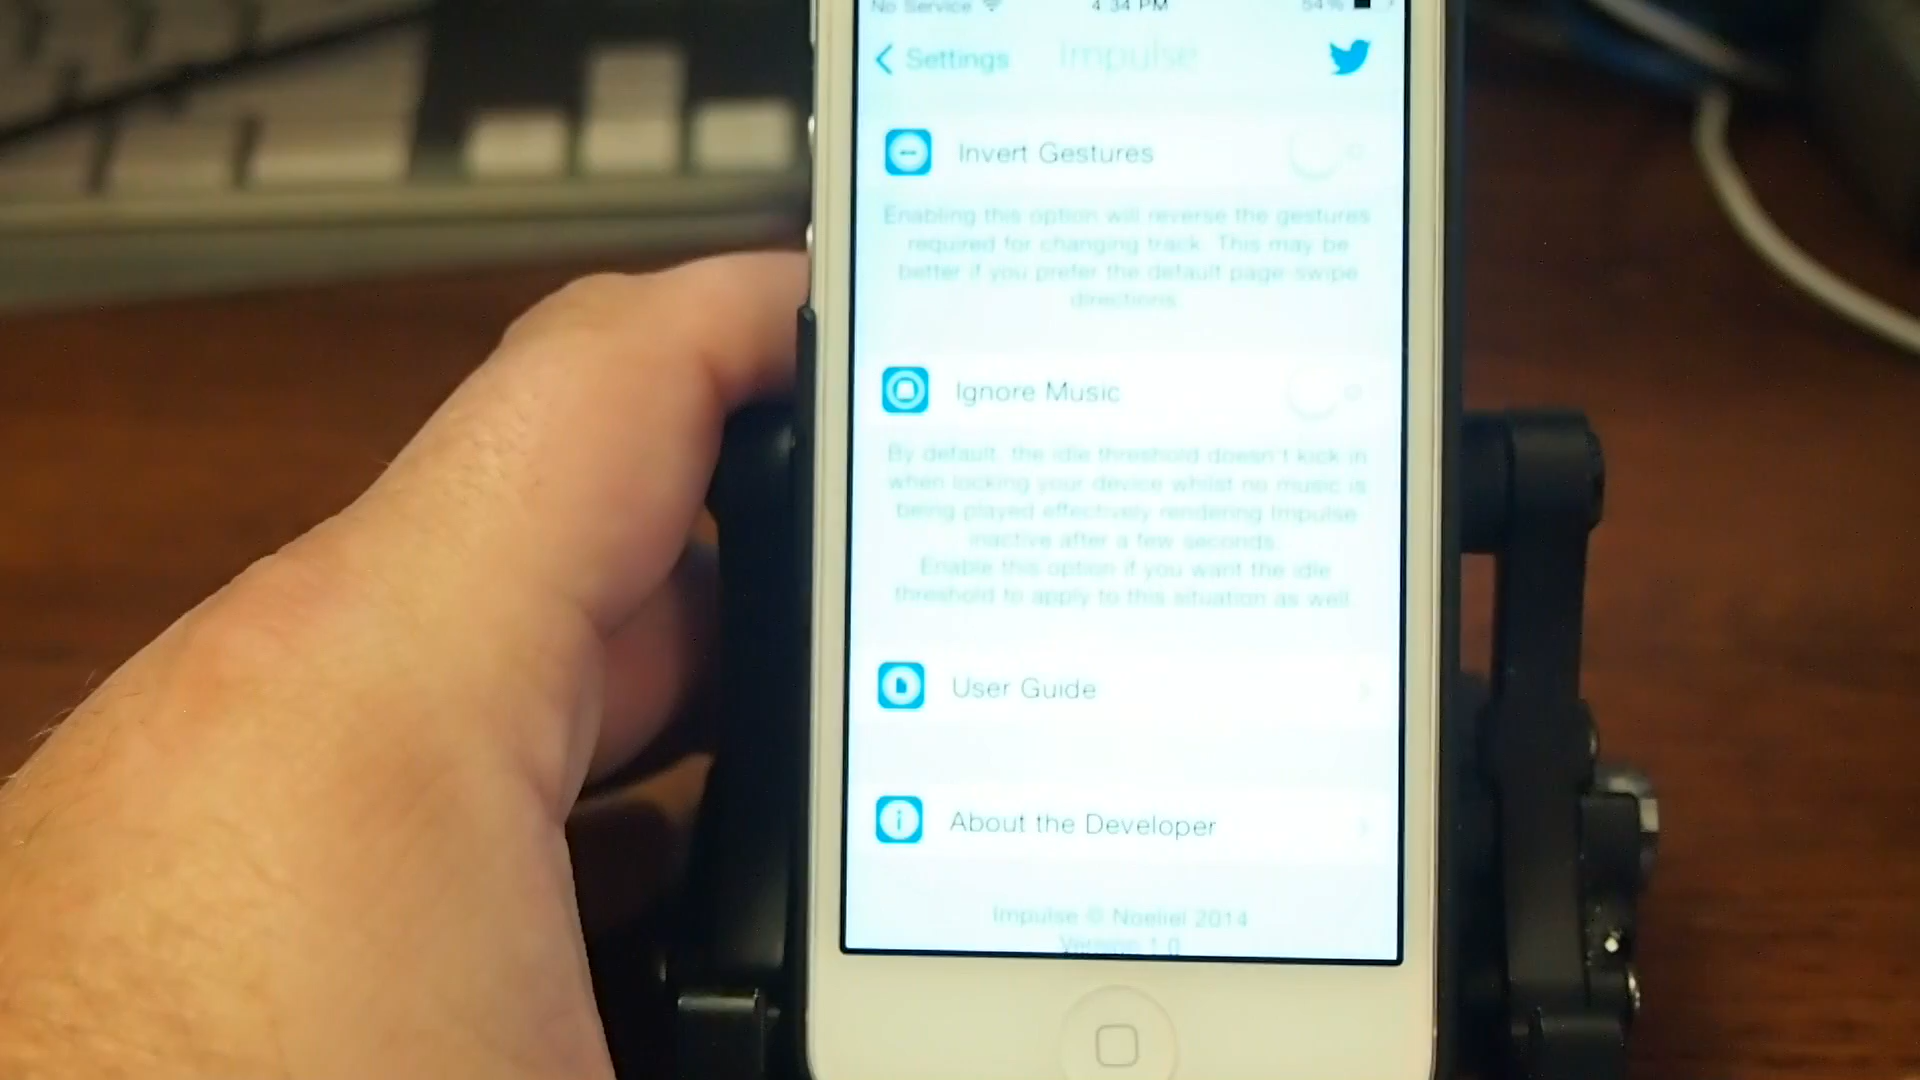 No Service 4:34 PM 54%
Settings Impulse
Invert Gestures
Enabling this option will reverse the gestures
required for changing track. This may be
better if you prefer the default page-swipe
directions.
Ignore Music
By default, the idle threshold doesn't kick in
when locking your device whilst no music is
being played effectively rendering Impulse
inactive after a few seconds.
Enable this option if you want the idle
threshold to apply to this situation as well.
User Guide
About the Developer
Impulse © Noeliel 2014
Version 1.0